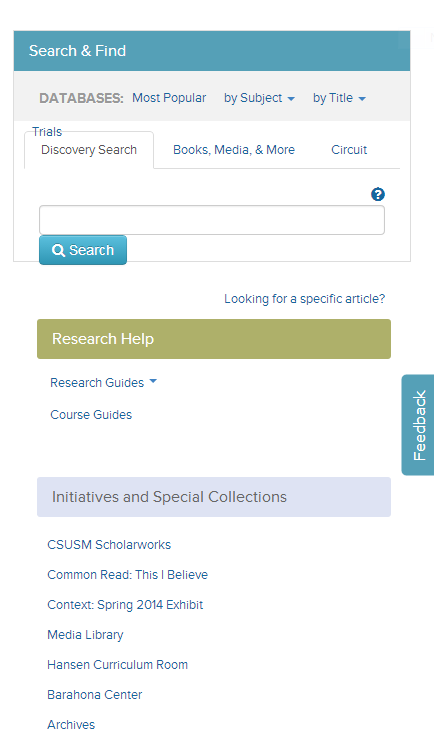 Search & Find
DATABASES: Most Popular by Subject by Title
Trials
Discovery Search Books, Media, & More Circuit
?
Search
Looking for a specific article?
Research Help
Research Guides
Course Guides
Feedback
Initiatives and Special Collections
CSUSM Scholarworks
Common Read: This I Believe
Context: Spring 2014 Exhibit
Media Library
Hansen Curriculum Room
Barahona Center
Archives